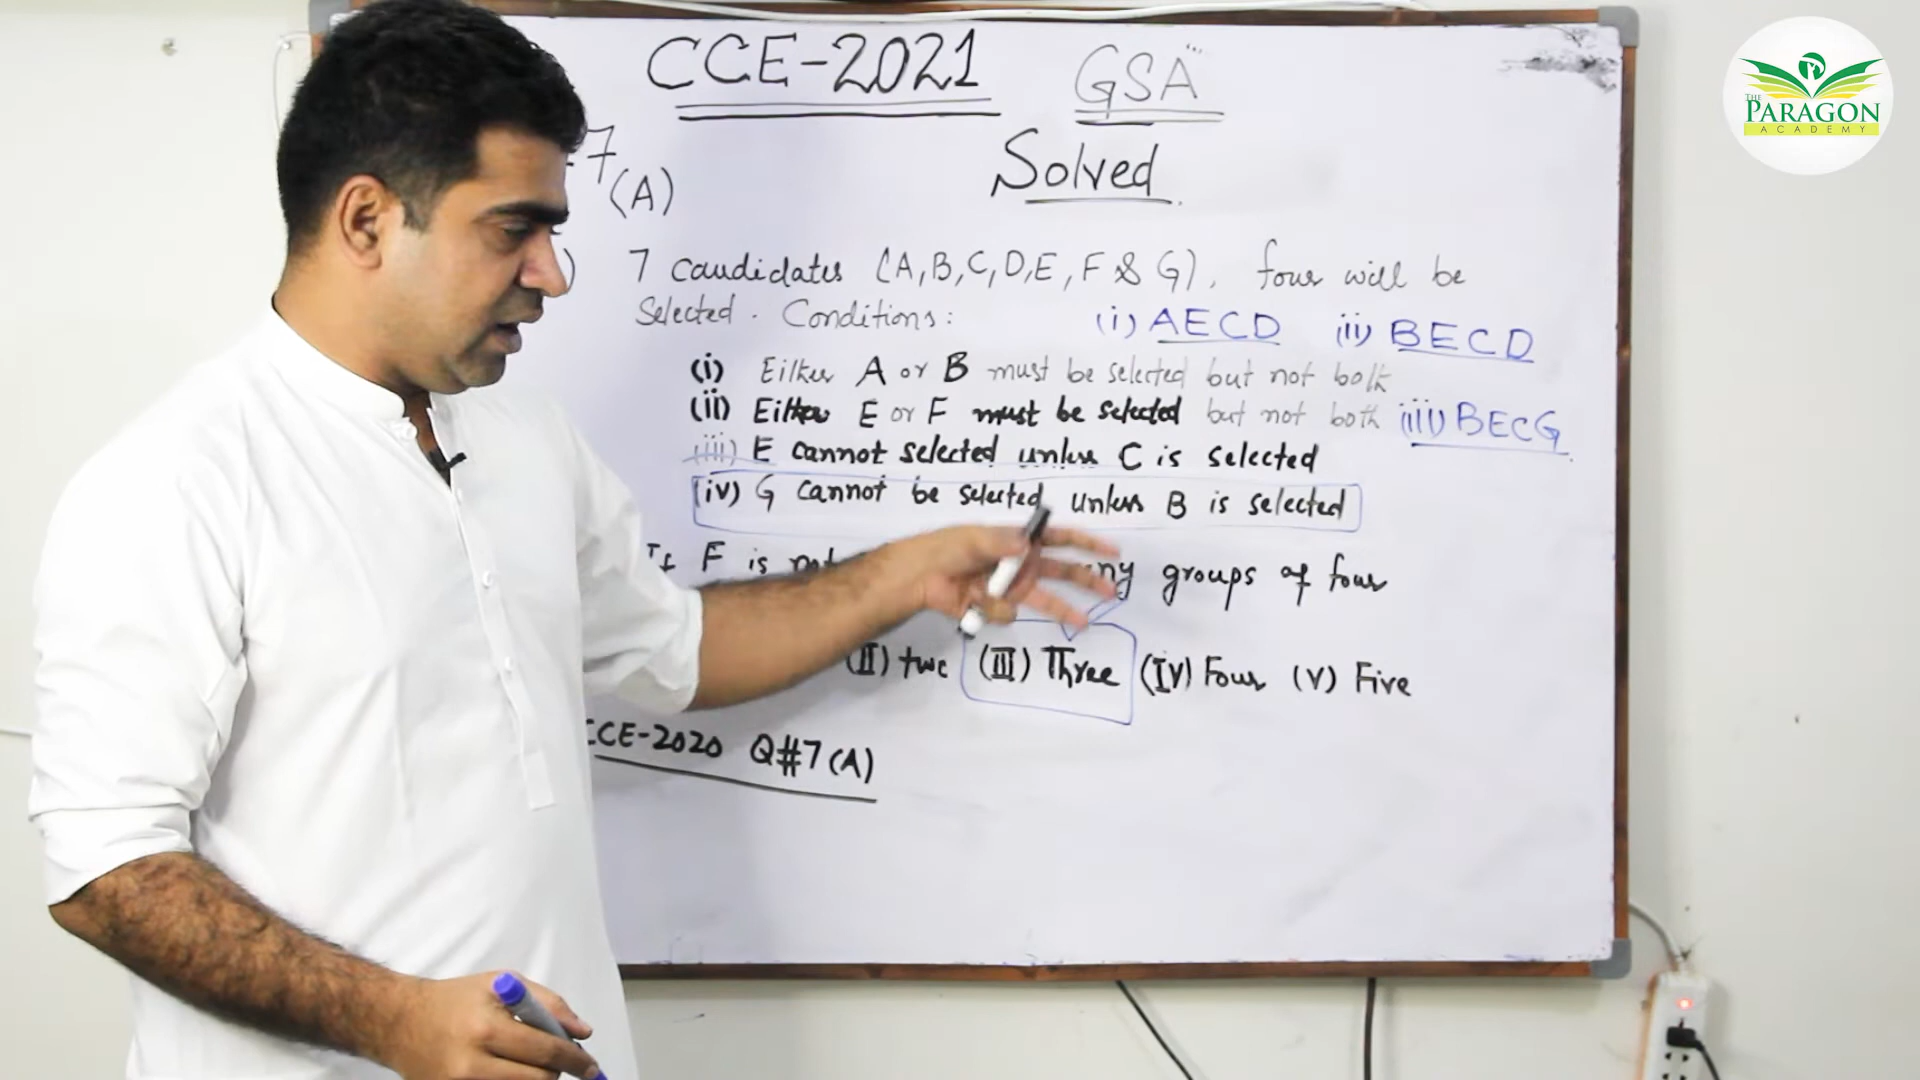 CCE-2021 GSA
THE PARAGON ACADEMY
7(A) Solved
7 Candidates (A,B,C,D,E,F & G), four will be
Selected. Conditions: (i) AECD (ii) BECD
(i) Either A or B must be selected but not both
(ii) Either E or F must be selected but not both (iii) BECG
(iii) E cannot selected unless C is selected
(iv) G cannot be selected unless B is selected
If F is not groups of four
(II) two (III) Three (IV) Four (V) Five
CCE-2020 Q#7(A)